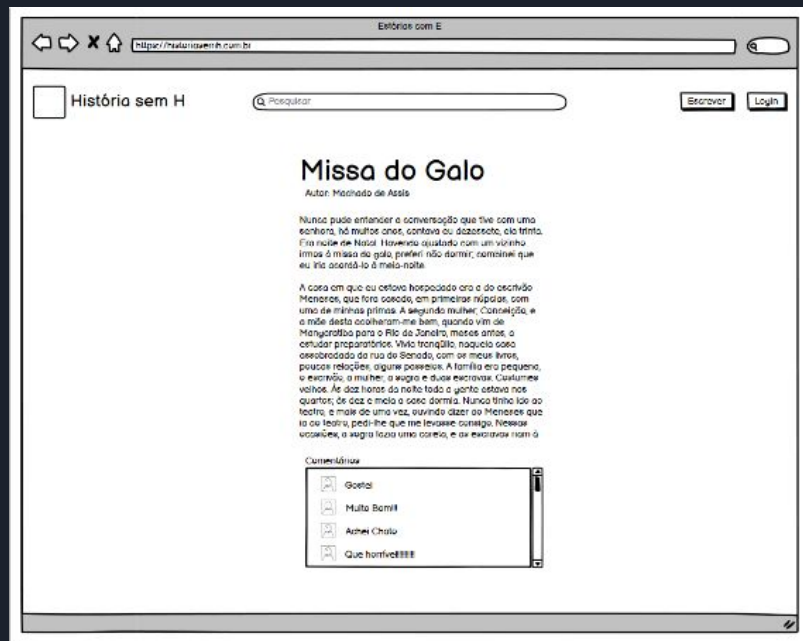 Estórias com E
https://historiasemh.com.br
História sem H
Pesquisar
Escrever
Login
Missa do Galo
Autor: Machado de Assis
Nunca pude entender a conversação que tive com uma
senhora, há muitos anos, contava eu dezessete, ela trinta.
Era noite de Natal. Havendo ajustado com um vizinho
irmos à missa do galo, preferi não dormir; combinei que
eu iria acordá-lo à meia-noite.
A casa em que eu estava hospedado era a do escrivão
Meneses, que fora casado, em primeiras núpcias, com
uma de minhas primas. A segunda mulher, Conceição, e
a mãe desta acolheram-me bem, quando vim de
Mangaratiba para o Rio de Janeiro, meses antes, a
estudar preparatórios. Vivia tranqüilo, naquela casa
assobradada da rua do Senado, com os meus livros,
poucas relações, alguns passeios. A família era pequena,
o escrivão, a mulher, a sogra e duas escravas. Costumes
velhos. Às dez horas da noite toda a gente estava nos
quartos; às dez e meia a casa dormia. Nunca tinha ido ao
teatro, e mais de uma vez, ouvindo dizer ao Meneses que
ia ao teatro, pedi-lhe que me levasse consigo. Nessas
ocasiões, a sogra fazia uma careta, e as escravas riam à
Comentários
Gostei
Muito Bom!!!
Achei Chato
Que horrível!!!!!!!